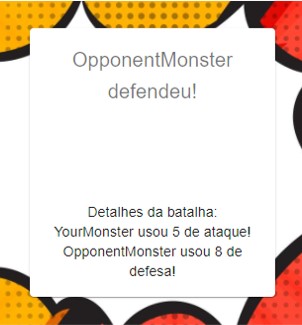 OpponentMonster
defendeu!
Detalhes da batalha:
YourMonster usou 5 de ataque!
OpponentMonster usou 8 de
defesa!